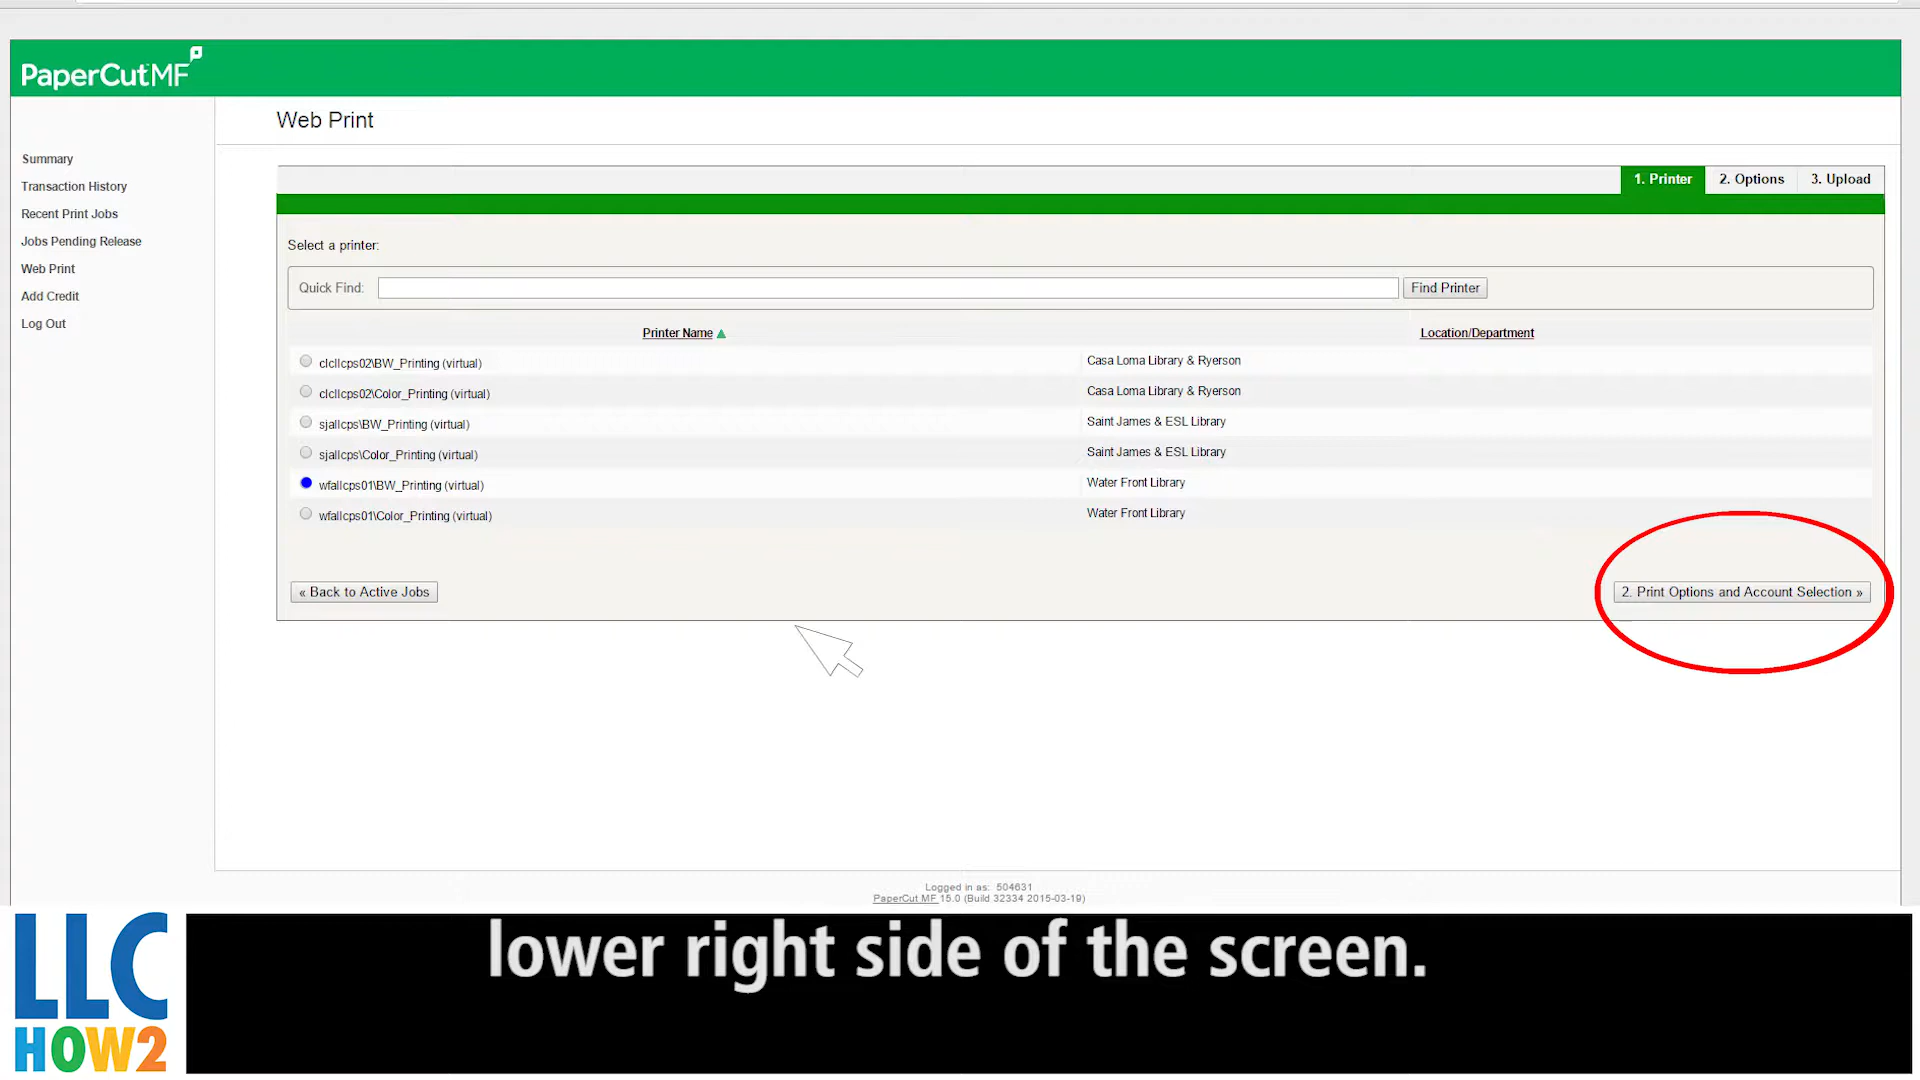 PaperCutMF
Web Print
Summary
Transaction History
Recent Print Jobs
Jobs Pending Release
Web Print
Add Credit
Log Out
1. Printer 2. Options 3. Upload
Select a printer:
Quick Find: Find Printer
Printer Name Location/Department
clcllcps02\BW_Printing (virtual) Casa Loma Library & Ryerson
clcllcps02\Color_Printing (virtual) Casa Loma Library & Ryerson
sjallcps\BW_Printing (virtual) Saint James & ESL Library
sjallcps\Color_Printing (virtual) Saint James & ESL Library
wfallcps01\BW_Printing (virtual) Water Front Library
wfallcps01\Color_Printing (virtual) Water Front Library
« Back to Active Jobs 2. Print Options and Account Selection »
Logged in as: 504631
PaperCut MF 15.0 (Build 32334 2015-03-19)
LLC
HOW2
lower right side of the screen.